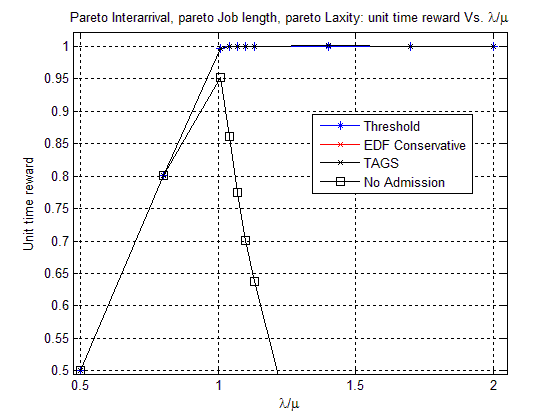 Pareto Interarrival, pareto Job length, pareto Laxity: unit time reward Vs. λ/μ
1
0.95
0.9
0.85
0.8
0.75
0.7
0.65
0.6
0.55
0.5
Unit time reward
Threshold
EDF Conservative
TAGS
No Admission
0.5 1 1.5 2
λ/μ